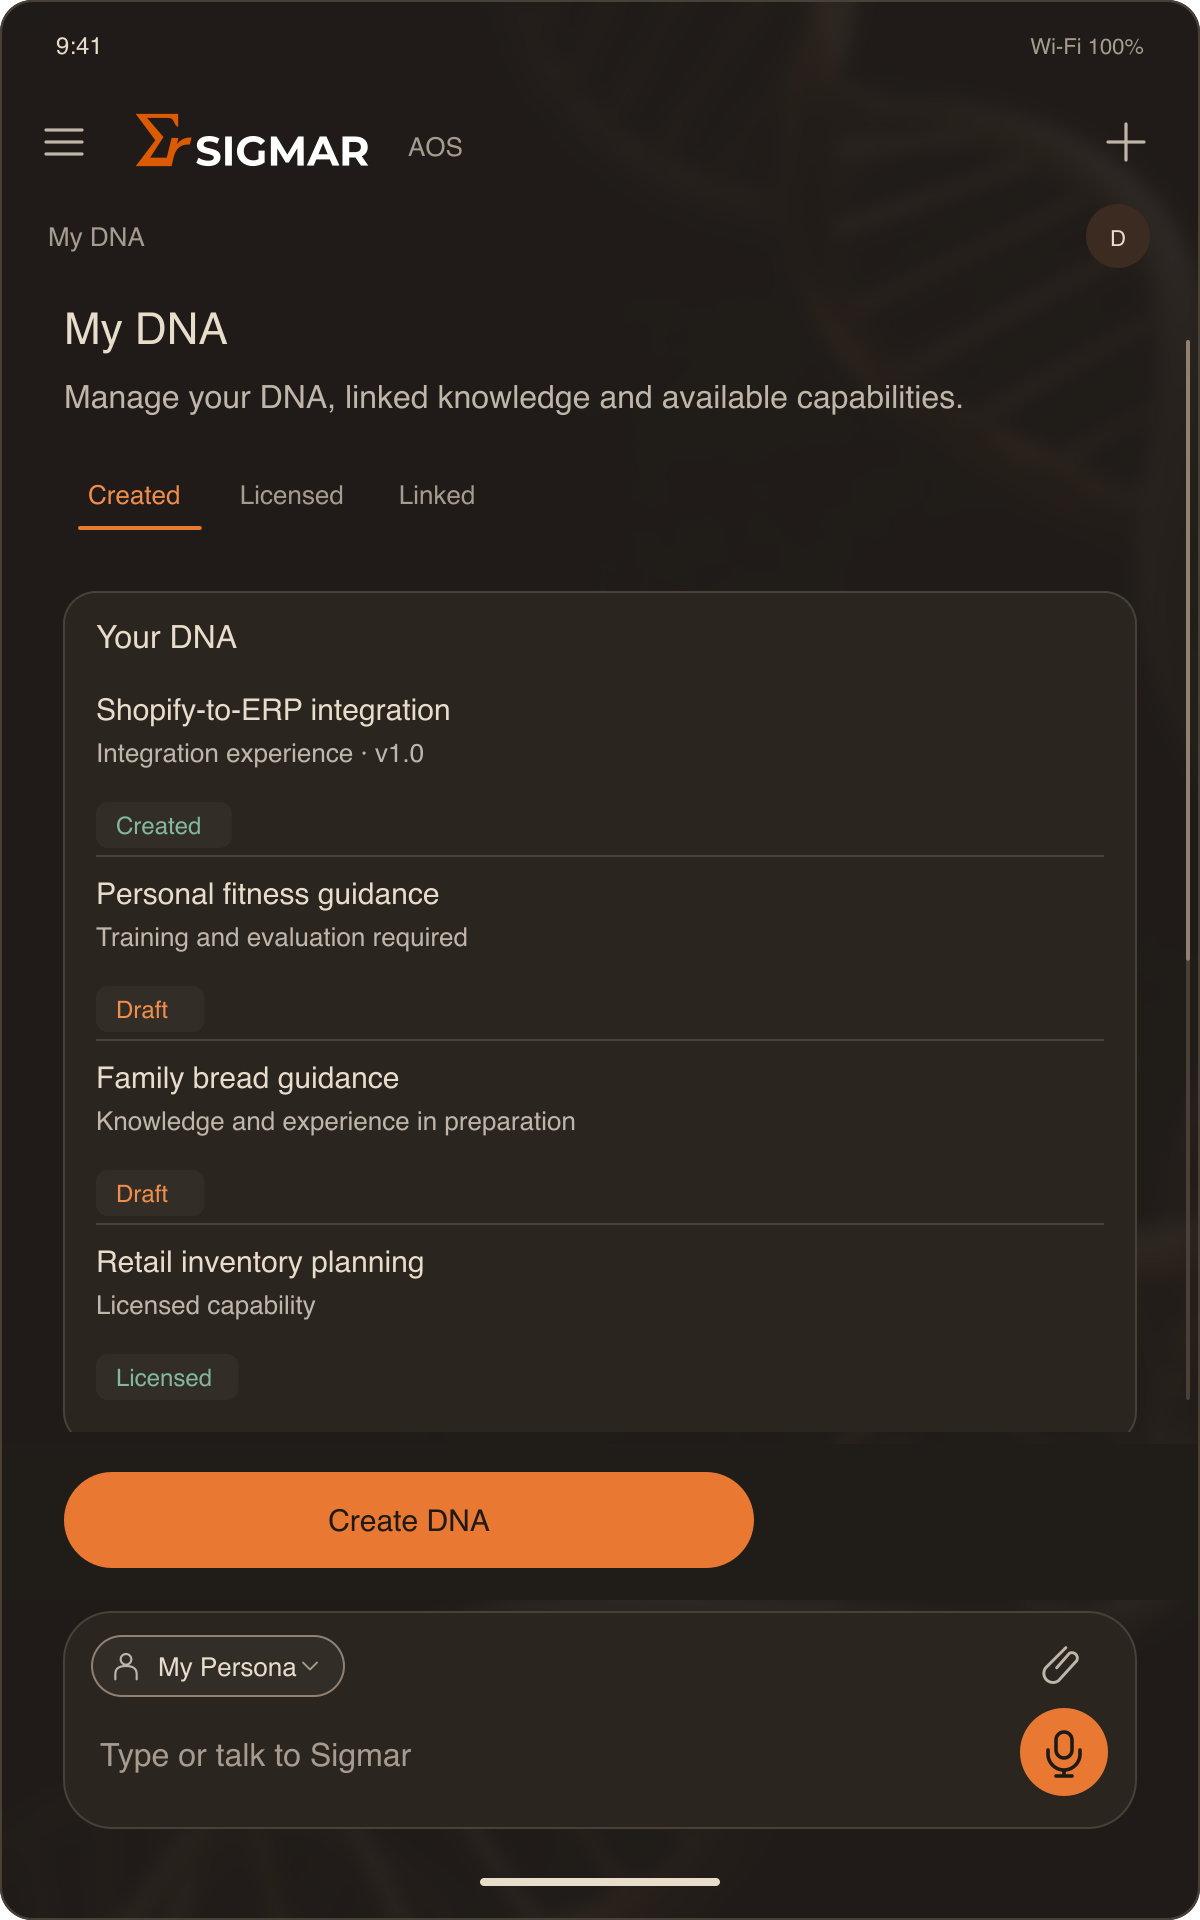 9:41
Wi-Fi 100%
Σr SIGMAR AOS
My DNA
D
My DNA
Manage your DNA, linked knowledge and available capabilities.
Created Licensed Linked
Your DNA
Shopify-to-ERP integration
Integration experience · v1.0
Created
Personal fitness guidance
Training and evaluation required
Draft
Family bread guidance
Knowledge and experience in preparation
Draft
Retail inventory planning
Licensed capability
Licensed
Create DNA
My Persona
Type or talk to Sigmar